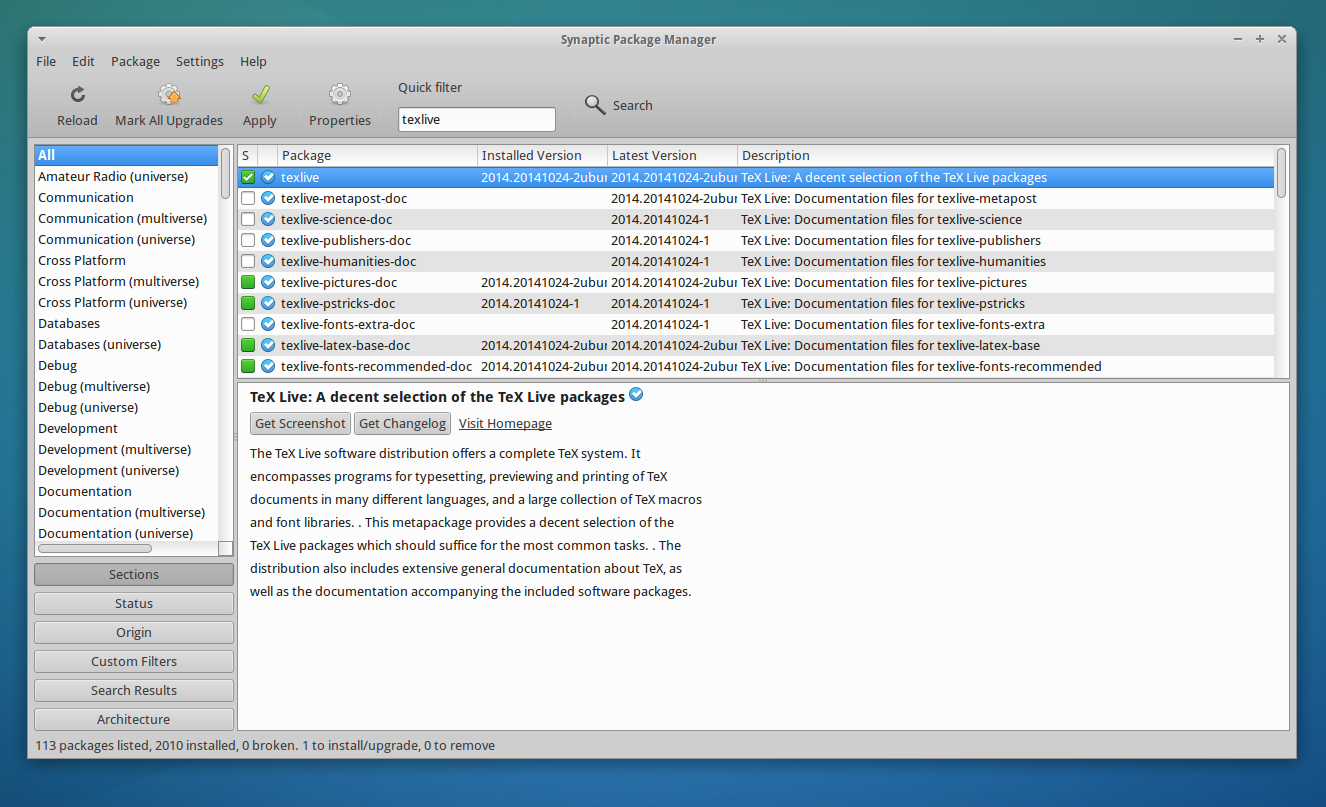 Synaptic Package Manager
File Edit Package Settings Help
Quick filter
Reload Mark All Upgrades Apply Properties texlive Search
All
Amateur Radio (universe)
Communication
Communication (multiverse)
Communication (universe)
Cross Platform
Cross Platform (multiverse)
Cross Platform (universe)
Databases
Databases (universe)
Debug
Debug (multiverse)
Debug (universe)
Development
Development (multiverse)
Development (universe)
Documentation
Documentation (multiverse)
Documentation (universe)
Sections
Status
Origin
Custom Filters
Search Results
Architecture
S Package Installed Version Latest Version Description
texlive 2014.20141024-2ubur 2014.20141024-2ubur TeX Live: A decent selection of the TeX Live packages
texlive-metapost-doc 2014.20141024-2ubur TeX Live: Documentation files for texlive-metapost
texlive-science-doc 2014.20141024-1 TeX Live: Documentation files for texlive-science
texlive-publishers-doc 2014.20141024-1 TeX Live: Documentation files for texlive-publishers
texlive-humanities-doc 2014.20141024-1 TeX Live: Documentation files for texlive-humanities
texlive-pictures-doc 2014.20141024-2ubur 2014.20141024-2ubur TeX Live: Documentation files for texlive-pictures
texlive-pstricks-doc 2014.20141024-1 2014.20141024-1 TeX Live: Documentation files for texlive-pstricks
texlive-fonts-extra-doc 2014.20141024-1 TeX Live: Documentation files for texlive-fonts-extra
texlive-latex-base-doc 2014.20141024-2ubur 2014.20141024-2ubur TeX Live: Documentation files for texlive-latex-base
texlive-fonts-recommended-doc 2014.20141024-2ubur 2014.20141024-2ubur TeX Live: Documentation files for texlive-fonts-recommended
TeX Live: A decent selection of the TeX Live packages
Get Screenshot Get Changelog Visit Homepage
The TeX Live software distribution offers a complete TeX system. It
encompasses programs for typesetting, previewing and printing of TeX
documents in many different languages, and a large collection of TeX macros
and font libraries. . This metapackage provides a decent selection of the
TeX Live packages which should suffice for the most common tasks. . The
distribution also includes extensive general documentation about TeX, as
well as the documentation accompanying the included software packages.
113 packages listed, 2010 installed, 0 broken. 1 to install/upgrade, 0 to remove